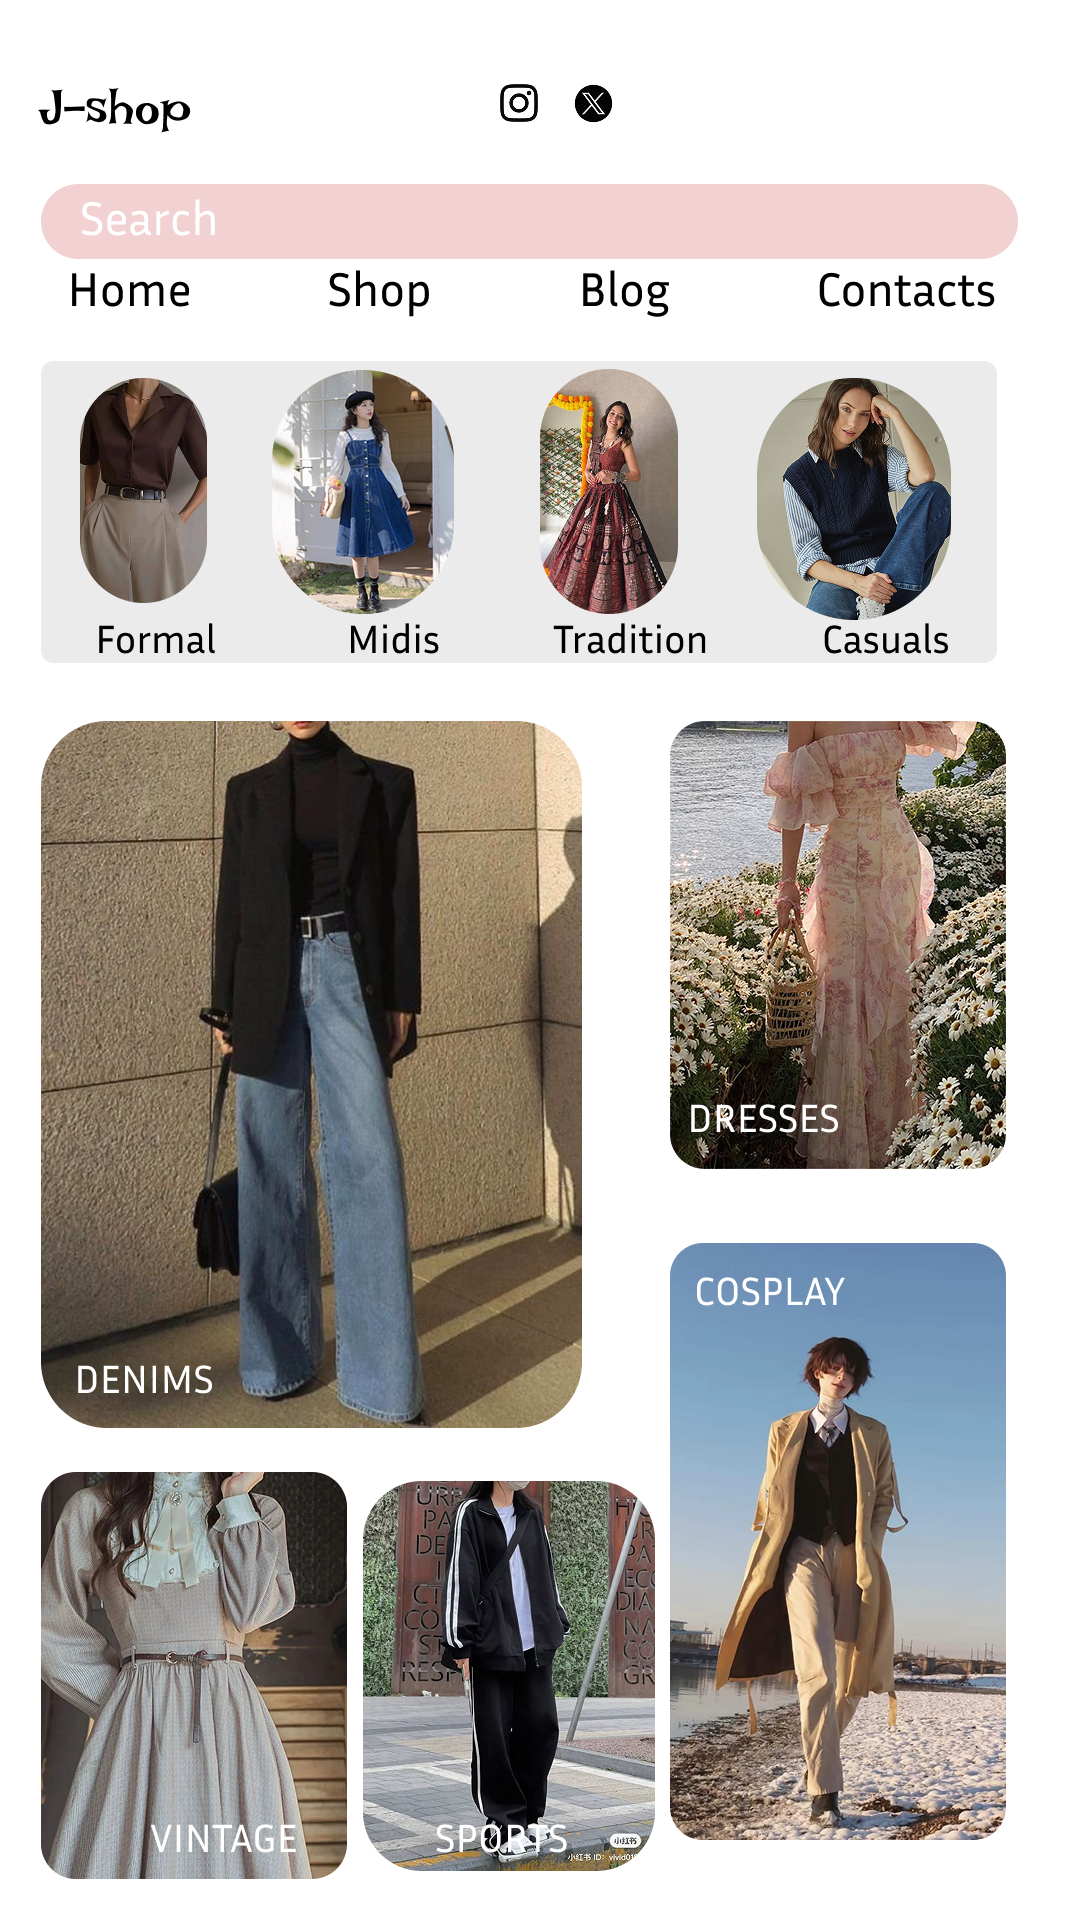 J-shop
Search
Home Shop Blog Contacts
Formal Midis Tradition Casuals
DRESSES
COSPLAY
DENIMS
VINTAGE
SPORTS
小红书
小红书 ID: